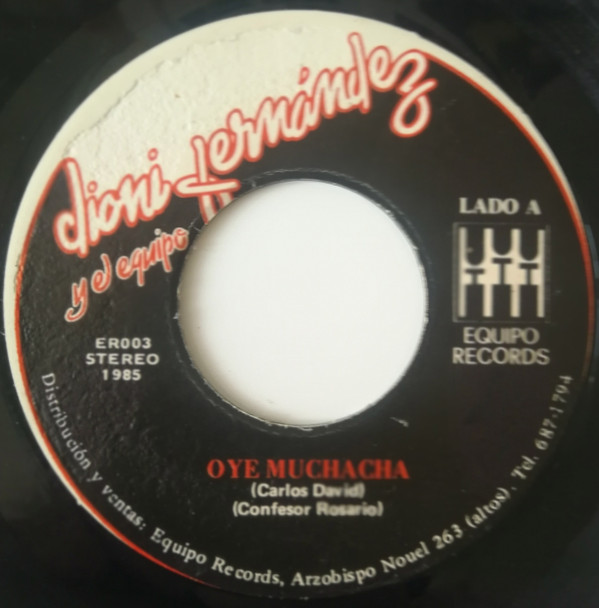 dioni fernández
y el equipo
LADO A
EQUIPO
RECORDS
ER003
STEREO
1985
OYE MUCHACHA
(Carlos David)
(Confesor Rosario)
Distribución y ventas: Equipo Records, Arzobispo Nouel 263 (altos). Tel. 687-1794